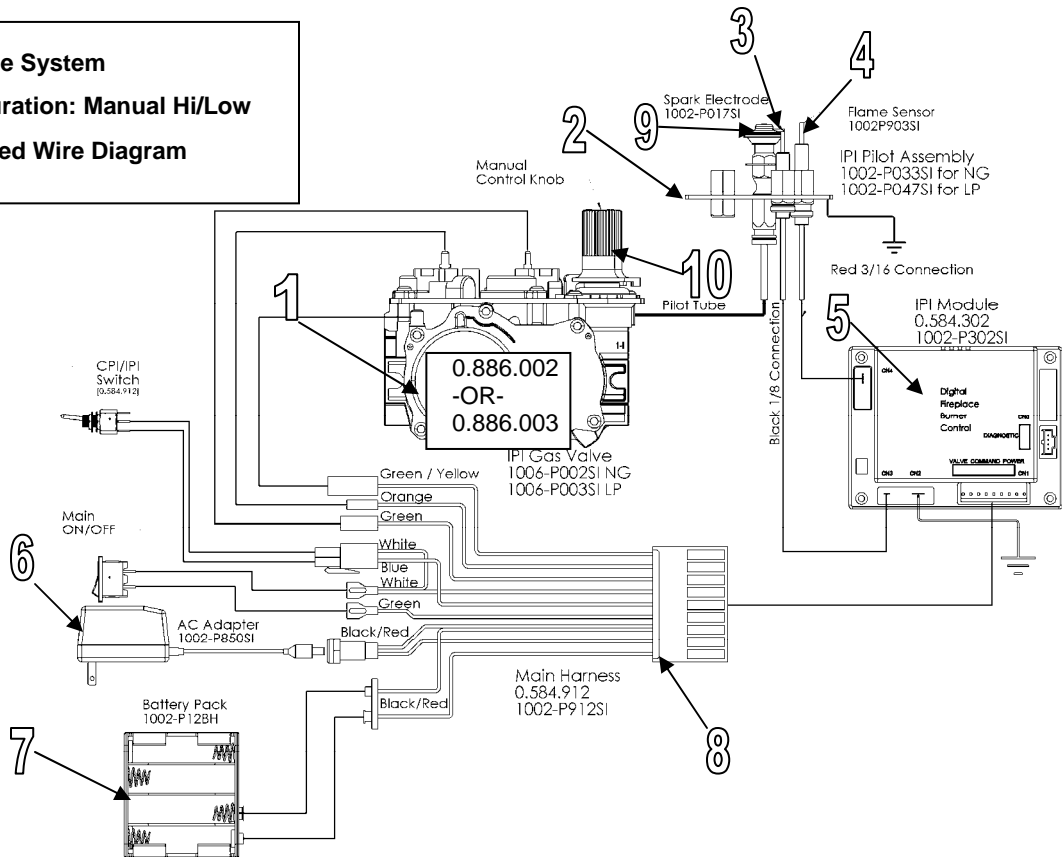 e System
uration: Manual Hi/Low
ed Wire Diagram
3
4
Spark Electrode
1002-P017SI
9
2
Flame Sensor
1002P903SI
IPI Pilot Assembly
1002-P033SI for NG
1002-P047SI for LP
Manual
Control Knob
10
Red 3/16 Connection
Pilot Tube
1
5
IPI Module
0.584.302
1002-P302SI
Black 1/8 Connection
CPI/IPI
Switch
[0.584.912]
0.886.002
-OR-
0.886.003
IPI Gas Valve
1006-P002SI NG
1006-P003SI LP
CN4
Digital
Fireplace
Burner
Control
DIAGNOSTIC
VALVE COMMAND POWER
CN3
CN2
CN1
Green / Yellow
Orange
Green
White
Blue
White
Green
Black/Red
Main
ON/OFF
6
AC Adapter
1002-P850SI
Main Harness
0.584.912
1002-P912SI
8
Black/Red
Battery Pack
1002-P12BH
7